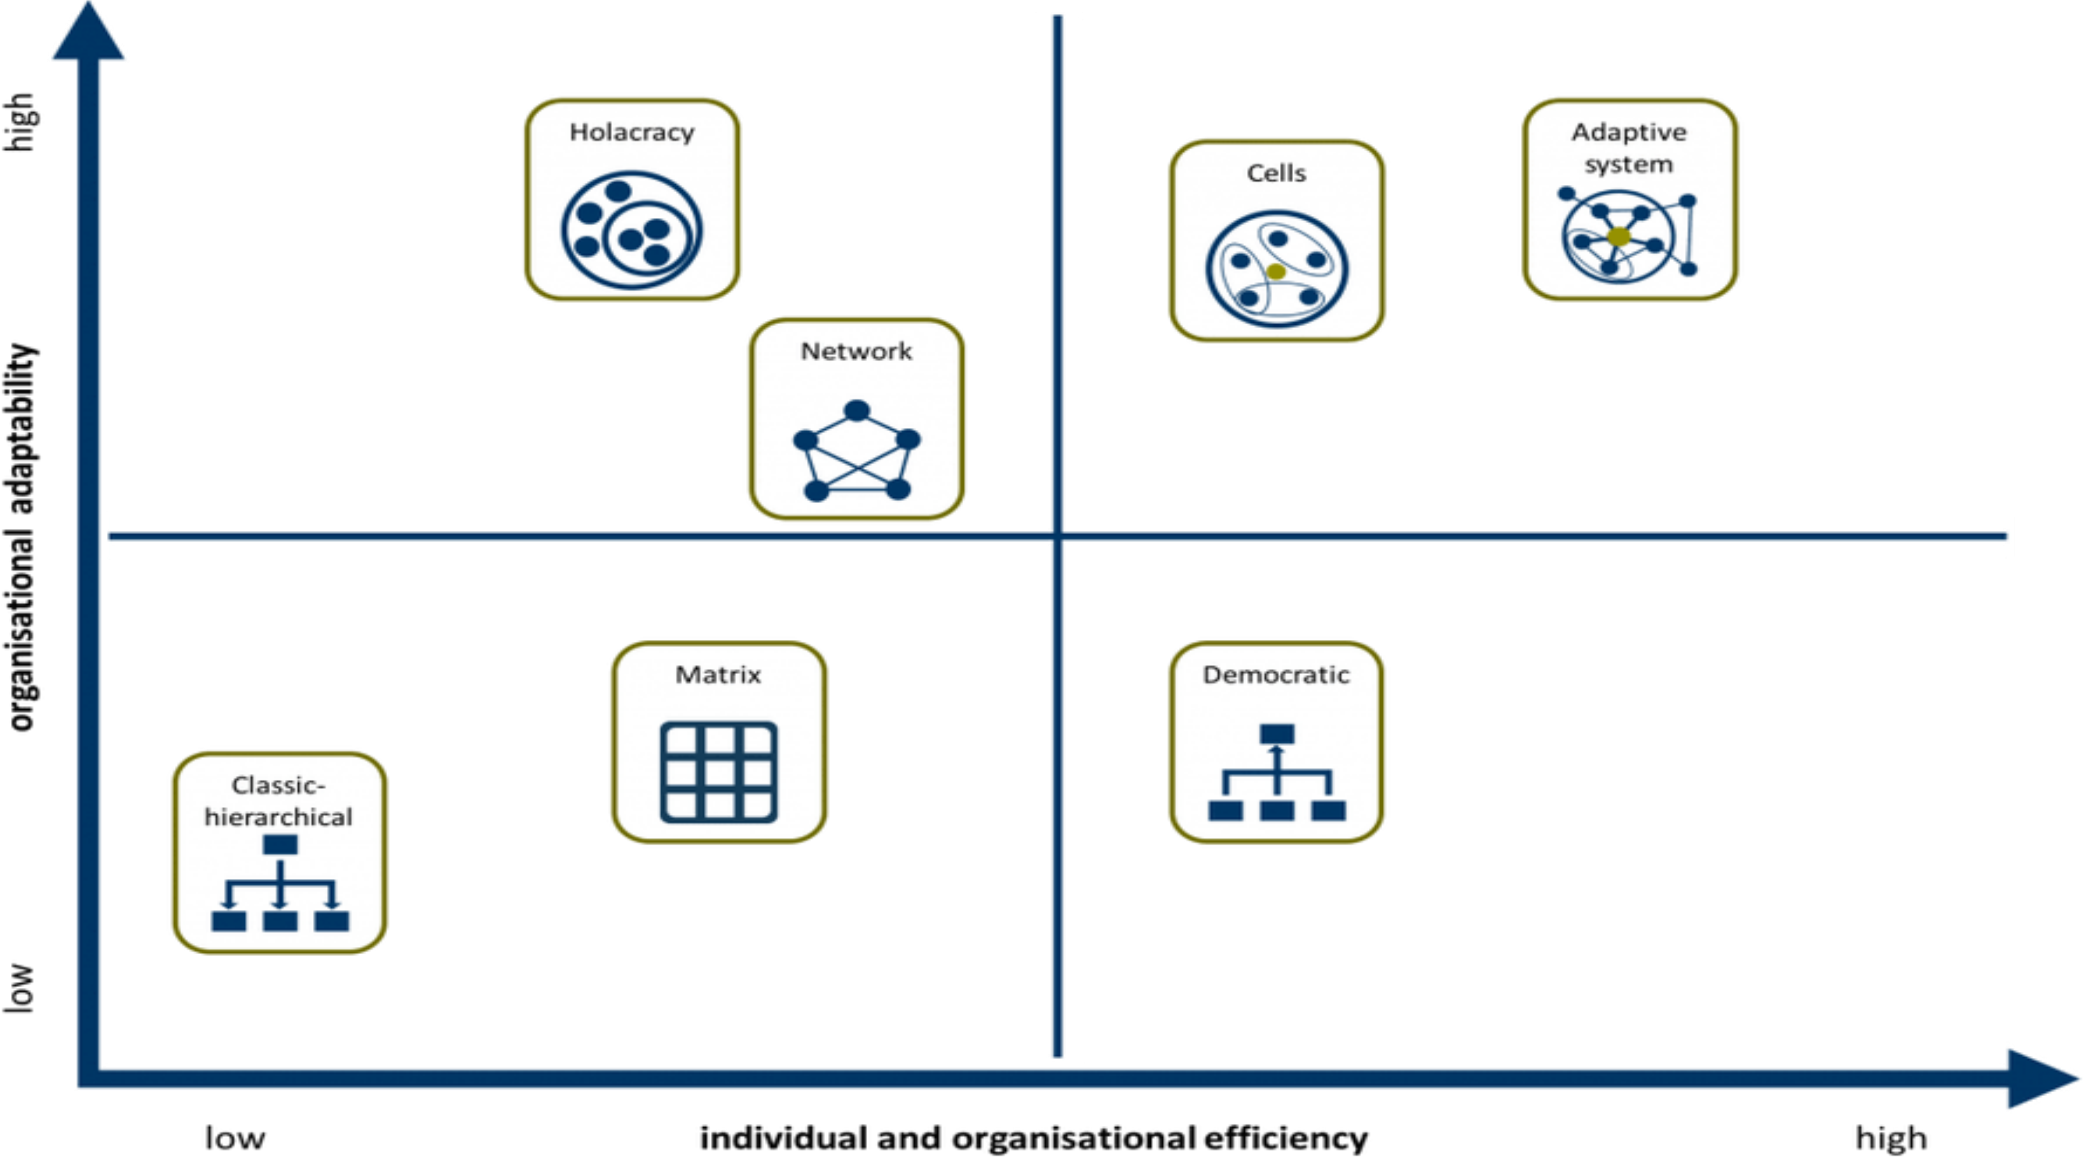 high
Holacracy
Cells
Adaptive
system
Network
organisational adaptability
Matrix
Democratic
Classic-
hierarchical
low
low
individual and organisational efficiency
high